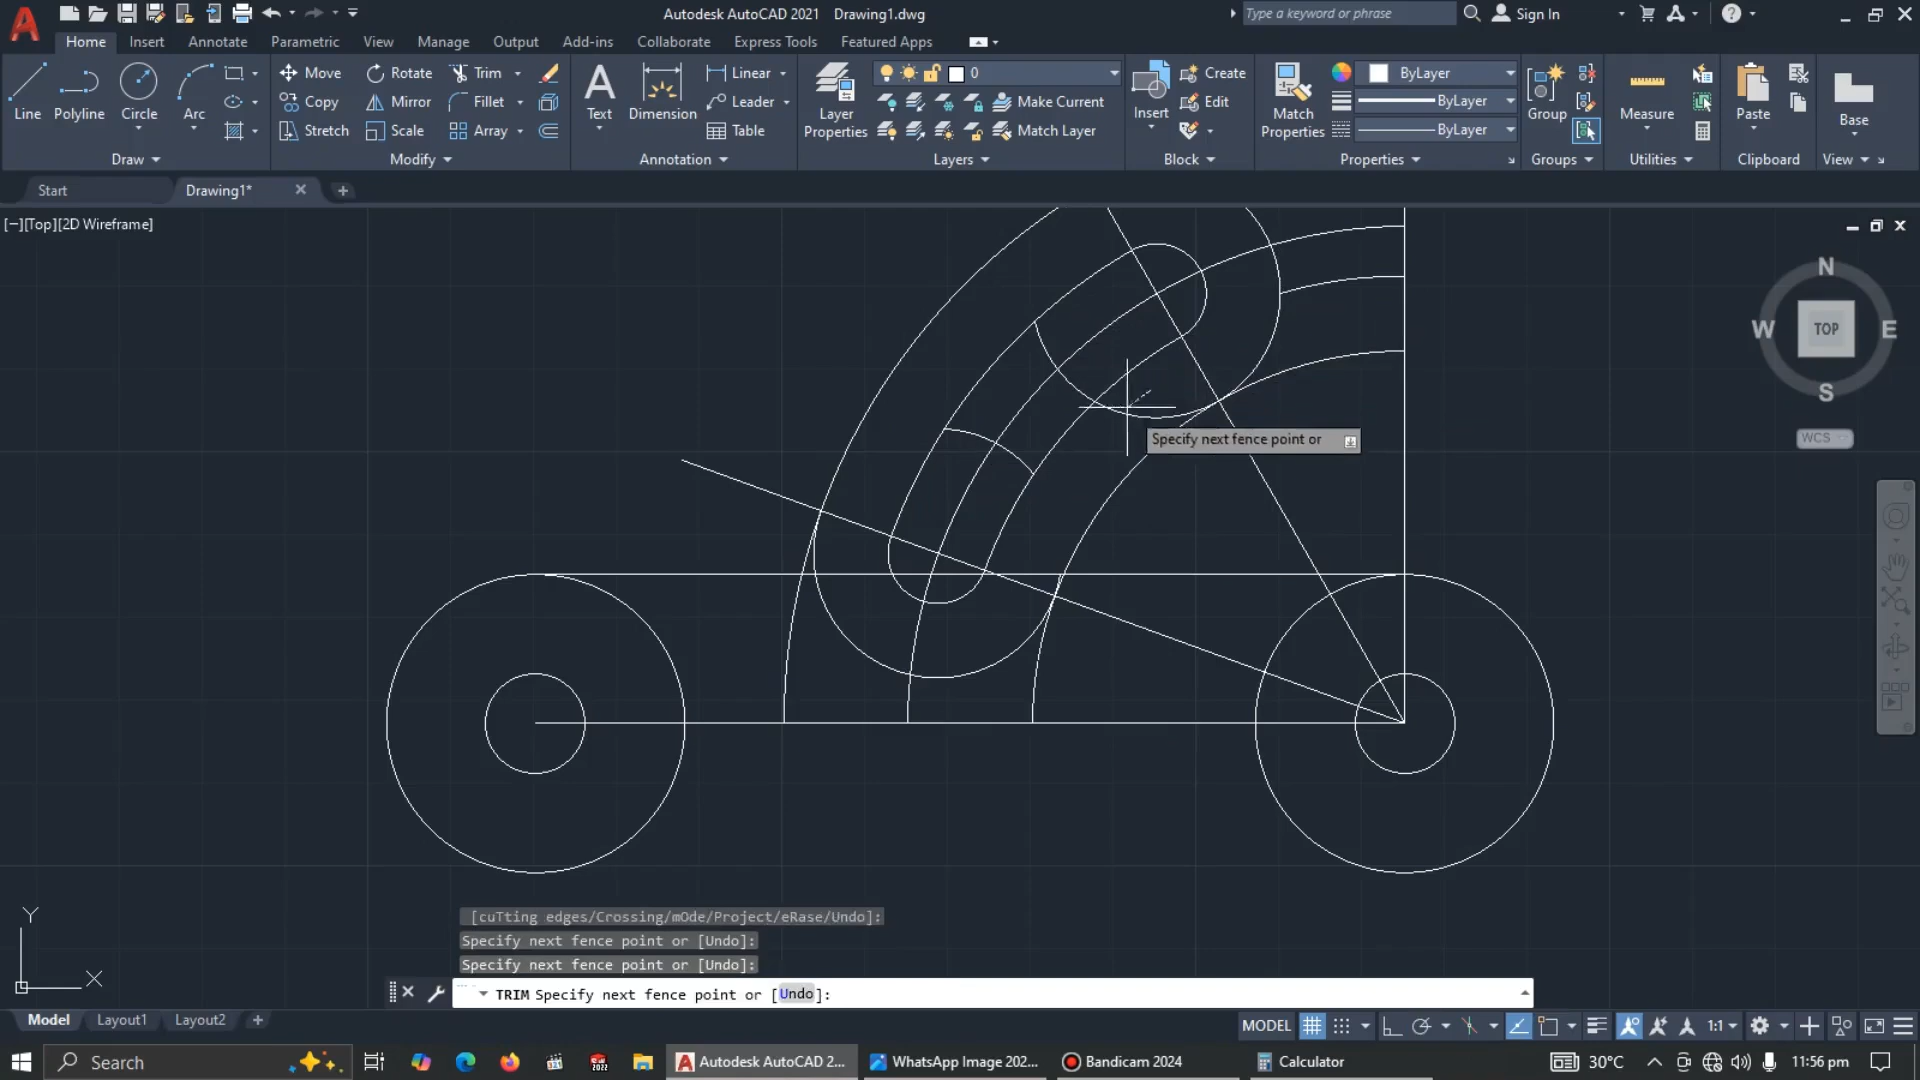 Autodesk AutoCAD 2021 Drawing1.dwg
Type a keyword or phrase
Sign In
Home Insert Annotate Parametric View Manage Output Add-ins Collaborate Express Tools Featured Apps
Line
Polyline
Circle
Arc
Draw
Move
Rotate
Trim
Copy
Mirror
Fillet
Stretch
Scale
Array
Modify
Text
Dimension
Linear
Leader
Table
Annotation
Layer
Properties
0
Make Current
Match Layer
Layers
Insert
Create
Edit
Block
Match
Properties
ByLayer
ByLayer
ByLayer
Properties
Group
Groups
Measure
Utilities
Paste
Clipboard
Base
View
Start
Drawing1*
[−][Top][2D Wireframe]
N
W
TOP
E
S
WCS
Specify next fence point or
Y
X
[cuTting edges/Crossing/mOde/Project/eRase/Undo]:
Specify next fence point or [Undo]:
Specify next fence point or [Undo]:
TRIM Specify next fence point or [Undo]:
Model Layout1 Layout2
MODEL
1:1
Search
2022
Autodesk AutoCAD 2...
WhatsApp Image 202...
Bandicam 2024
Calculator
30°C
11:56 pm